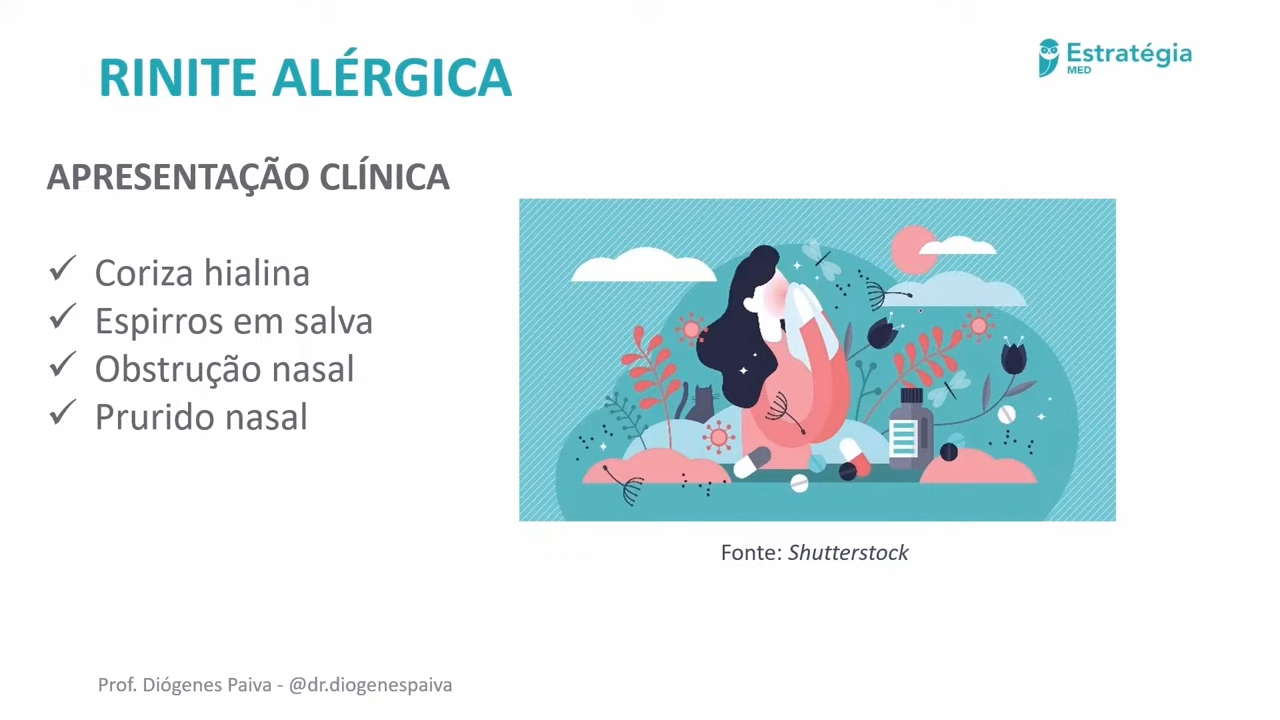 RINITE ALÉRGICA
Estratégia
MED
APRESENTAÇÃO CLÍNICA
✓ Coriza hialina
✓ Espirros em salva
✓ Obstrução nasal
✓ Prurido nasal
Fonte: Shutterstock
Prof. Diógenes Paiva - @dr.diogenespaiva